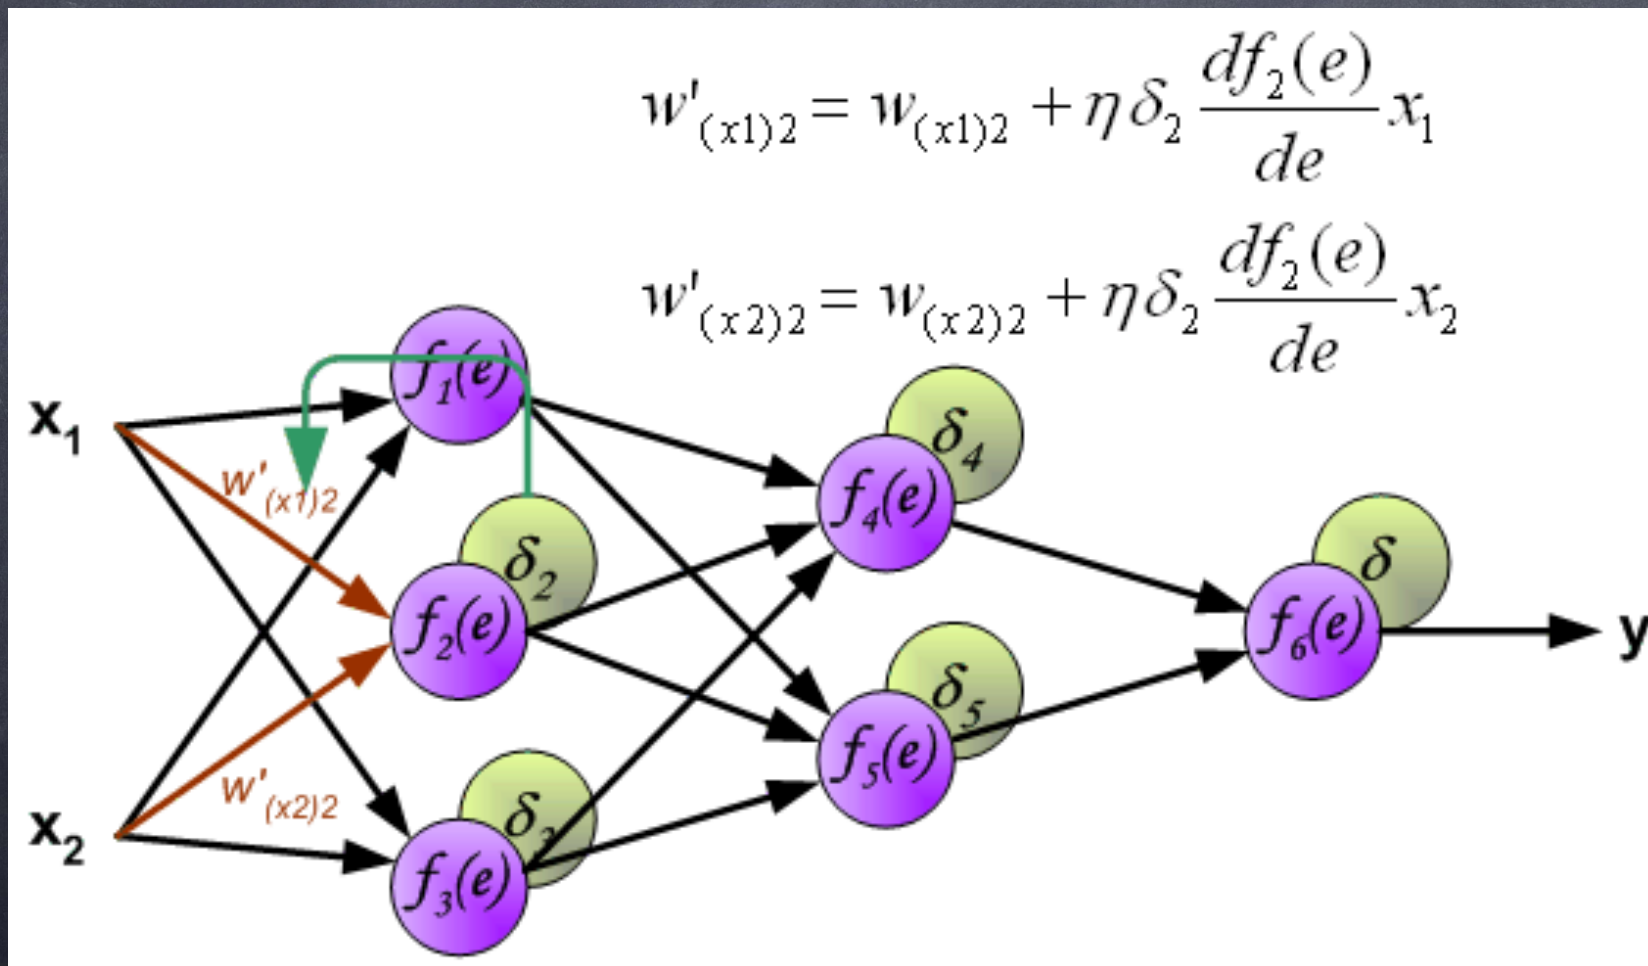 w'(x1)2 = w(x1)2 + ηδ2 df2(e)/de x1
w'(x2)2 = w(x2)2 + ηδ2 df2(e)/de x2
f1(e)
x1
w'(x1)2
δ4
f4(e)
δ2
f2(e)
δ
f6(e)
y
δ5
f5(e)
w'(x2)2
x2
δ3
f3(e)